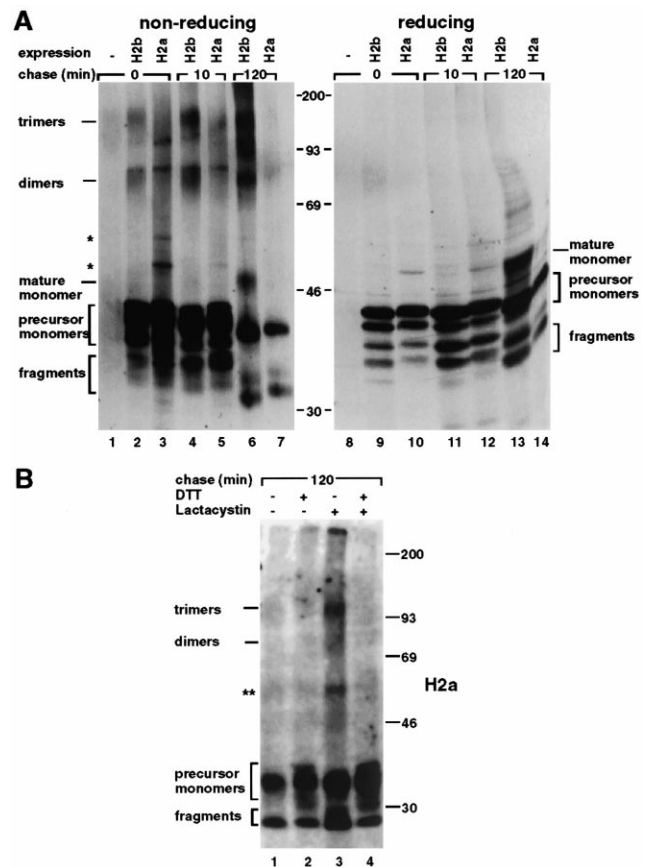 A
non-reducing reducing
expression - H2b H2a H2b H2a H2b H2a - H2b H2a H2b H2a H2b H2a
chase (min) 0 10 120 0 10 120
trimers
dimers
*
*
mature monomer
precursor monomers
fragments
200
93
69
46
30
mature monomer
precursor monomers
fragments
1 2 3 4 5 6 7 8 9 10 11 12 13 14
B
chase (min) 120
DTT - + - +
Lactacystin - - + +
trimers
dimers
**
precursor monomers
fragments
200
93
69
H2a
46
30
1 2 3 4